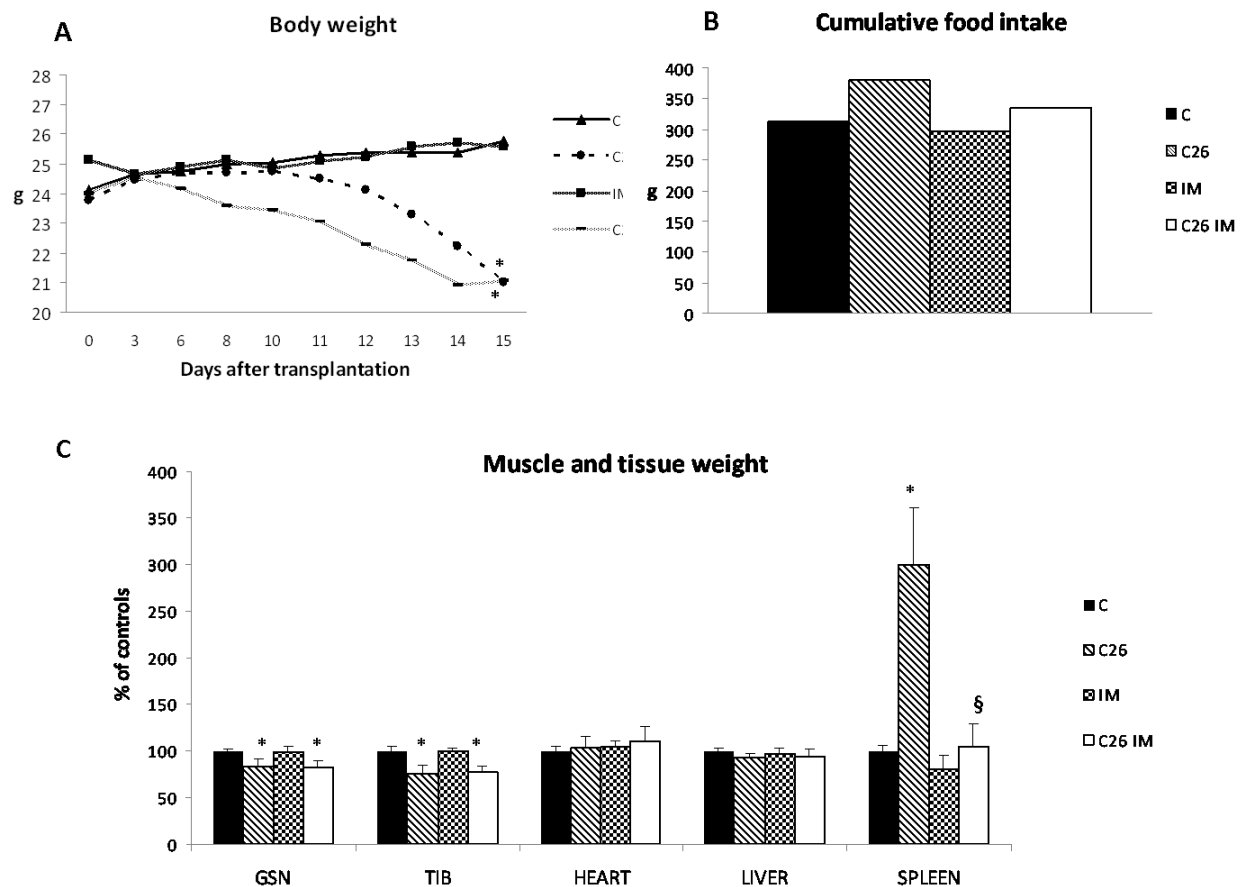 A
Body weight
28
27
26
25
24
23
22
21
20
g
0 3 6 8 10 11 12 13 14 15
Days after transplantation
C
C
IM
C
*
*
B
Cumulative food intake
400
350
300
250
200
150
100
50
0
g
C
C26
IM
C26 IM
C
Muscle and tissue weight
400
350
300
250
200
150
100
50
0
% of controls
* * * * * §
GSN TIB HEART LIVER SPLEEN
C
C26
IM
C26 IM